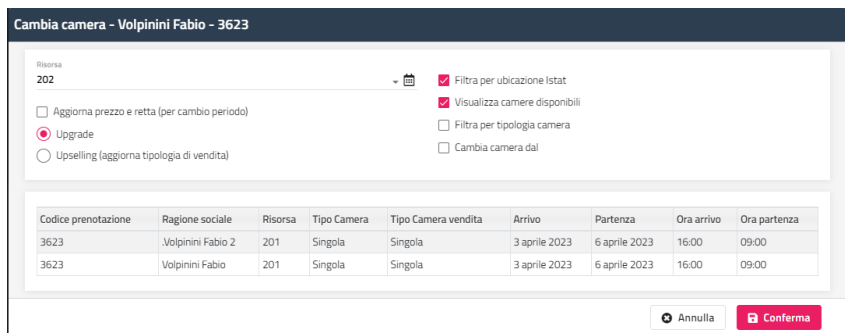 Cambia camera - Volpinini Fabio - 3623
Risorsa
202
Filtra per ubicazione Istat
Visualizza camere disponibili
Aggiorna prezzo e retta (per cambio periodo)
Filtra per tipologia camera
Upgrade
Cambia camera dal
Upselling (aggiorna tipologia di vendita)
Codice prenotazione Ragione sociale Risorsa Tipo Camera Tipo Camera vendita Arrivo Partenza Ora arrivo Ora partenza
3623 .Volpinini Fabio 2 201 Singola Singola 3 aprile 2023 6 aprile 2023 16:00 09:00
3623 Volpinini Fabio 201 Singola Singola 3 aprile 2023 6 aprile 2023 16:00 09:00
Annulla Conferma